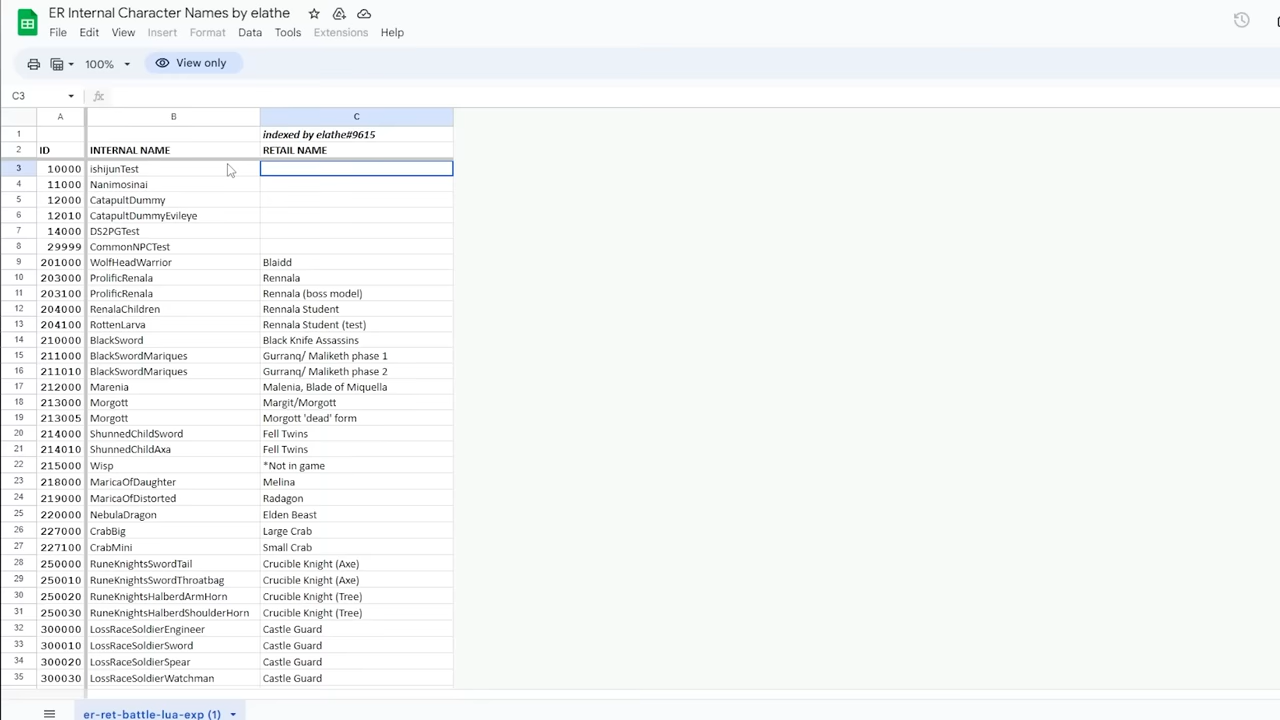 ER Internal Character Names by elathe
File Edit View Insert Format Data Tools Extensions Help
100% View only
C3 fx
A B C
1 indexed by elathe#9615
2 ID INTERNAL NAME RETAIL NAME
3 10000 ishijunTest
4 11000 Nanimosinai
5 12000 CatapultDummy
6 12010 CatapultDummyEvileye
7 14000 DS2PGTest
8 29999 CommonNPCTest
9 201000 WolfHeadWarrior Blaidd
10 203000 ProlificRenala Rennala
11 203100 ProlificRenala Rennala (boss model)
12 204000 RenalaChildren Rennala Student
13 204100 RottenLarva Rennala Student (test)
14 210000 BlackSword Black Knife Assassins
15 211000 BlackSwordMariques Gurranq/ Maliketh phase 1
16 211010 BlackSwordMariques Gurranq/ Maliketh phase 2
17 212000 Marenia Malenia, Blade of Miquella
18 213000 Morgott Margit/Morgott
19 213005 Morgott Morgott 'dead' form
20 214000 ShunnedChildSword Fell Twins
21 214010 ShunnedChildAxa Fell Twins
22 215000 Wisp *Not in game
23 218000 MaricaOfDaughter Melina
24 219000 MaricaOfDistorted Radagon
25 220000 NebulaDragon Elden Beast
26 227000 CrabBig Large Crab
27 227100 CrabMini Small Crab
28 250000 RuneKnightsSwordTail Crucible Knight (Axe)
29 250010 RuneKnightsSwordThroatbag Crucible Knight (Axe)
30 250020 RuneKnightsHalberdArmHorn Crucible Knight (Tree)
31 250030 RuneKnightsHalberdShoulderHorn Crucible Knight (Tree)
32 300000 LossRaceSoldierEngineer Castle Guard
33 300010 LossRaceSoldierSword Castle Guard
34 300020 LossRaceSoldierSpear Castle Guard
35 300030 LossRaceSoldierWatchman Castle Guard
er-ret-battle-lua-exp (1)